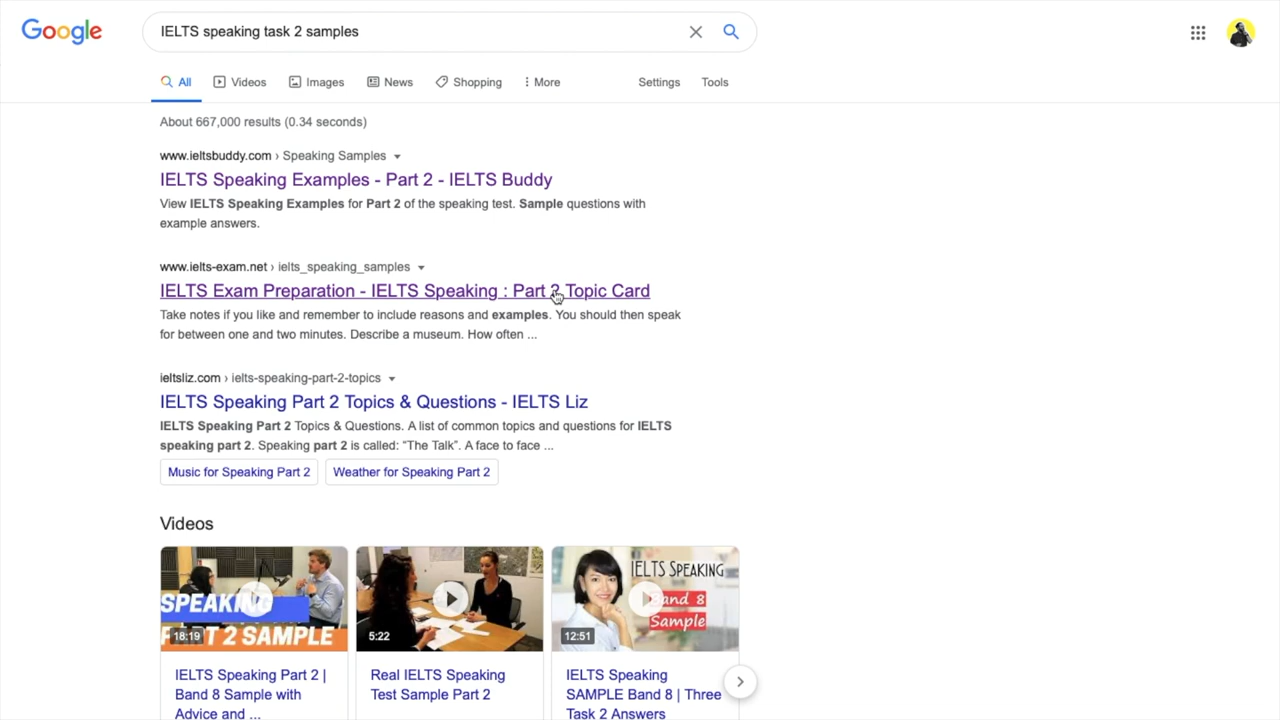 Google
IELTS speaking task 2 samples
All
Videos
Images
News
Shopping
More
Settings
Tools
About 667,000 results (0.34 seconds)
www.ieltsbuddy.com › Speaking Samples
IELTS Speaking Examples - Part 2 - IELTS Buddy
View IELTS Speaking Examples for Part 2 of the speaking test. Sample questions with
example answers.
www.ielts-exam.net › ielts_speaking_samples
IELTS Exam Preparation - IELTS Speaking : Part 2 Topic Card
Take notes if you like and remember to include reasons and examples. You should then speak
for between one and two minutes. Describe a museum. How often ...
ieltsliz.com › ielts-speaking-part-2-topics
IELTS Speaking Part 2 Topics & Questions - IELTS Liz
IELTS Speaking Part 2 Topics & Questions. A list of common topics and questions for IELTS
speaking part 2. Speaking part 2 is called: “The Talk”. A face to face ...
Music for Speaking Part 2
Weather for Speaking Part 2
Videos
SPEAKING
PART 2 SAMPLE
18:19
5:22
IELTS SPEAKING
Band 8
Sample
12:51
IELTS Speaking Part 2 |
Band 8 Sample with
Advice and ...
Real IELTS Speaking
Test Sample Part 2
IELTS Speaking
SAMPLE Band 8 | Three
Task 2 Answers